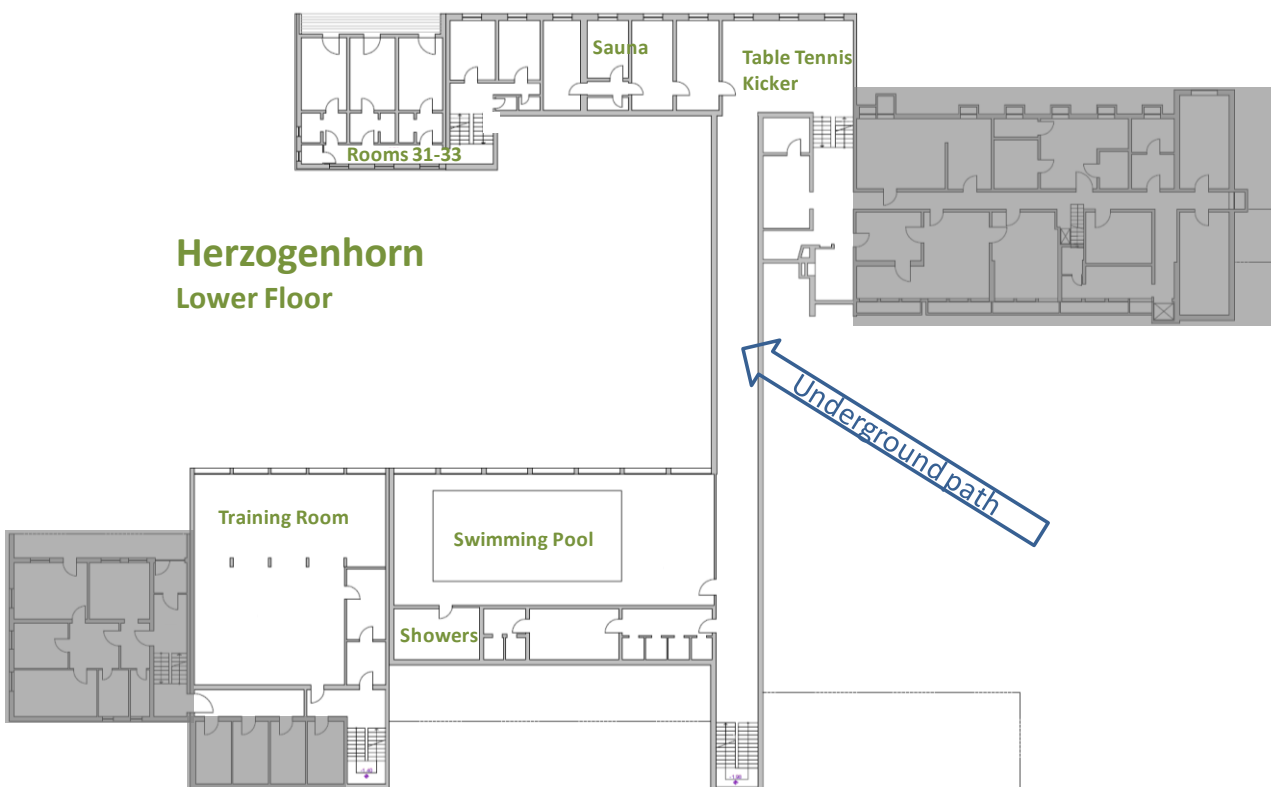 Sauna
Table Tennis
Kicker
Rooms 31-33
Herzogenhorn
Lower Floor
Underground path
Training Room
Swimming Pool
Showers